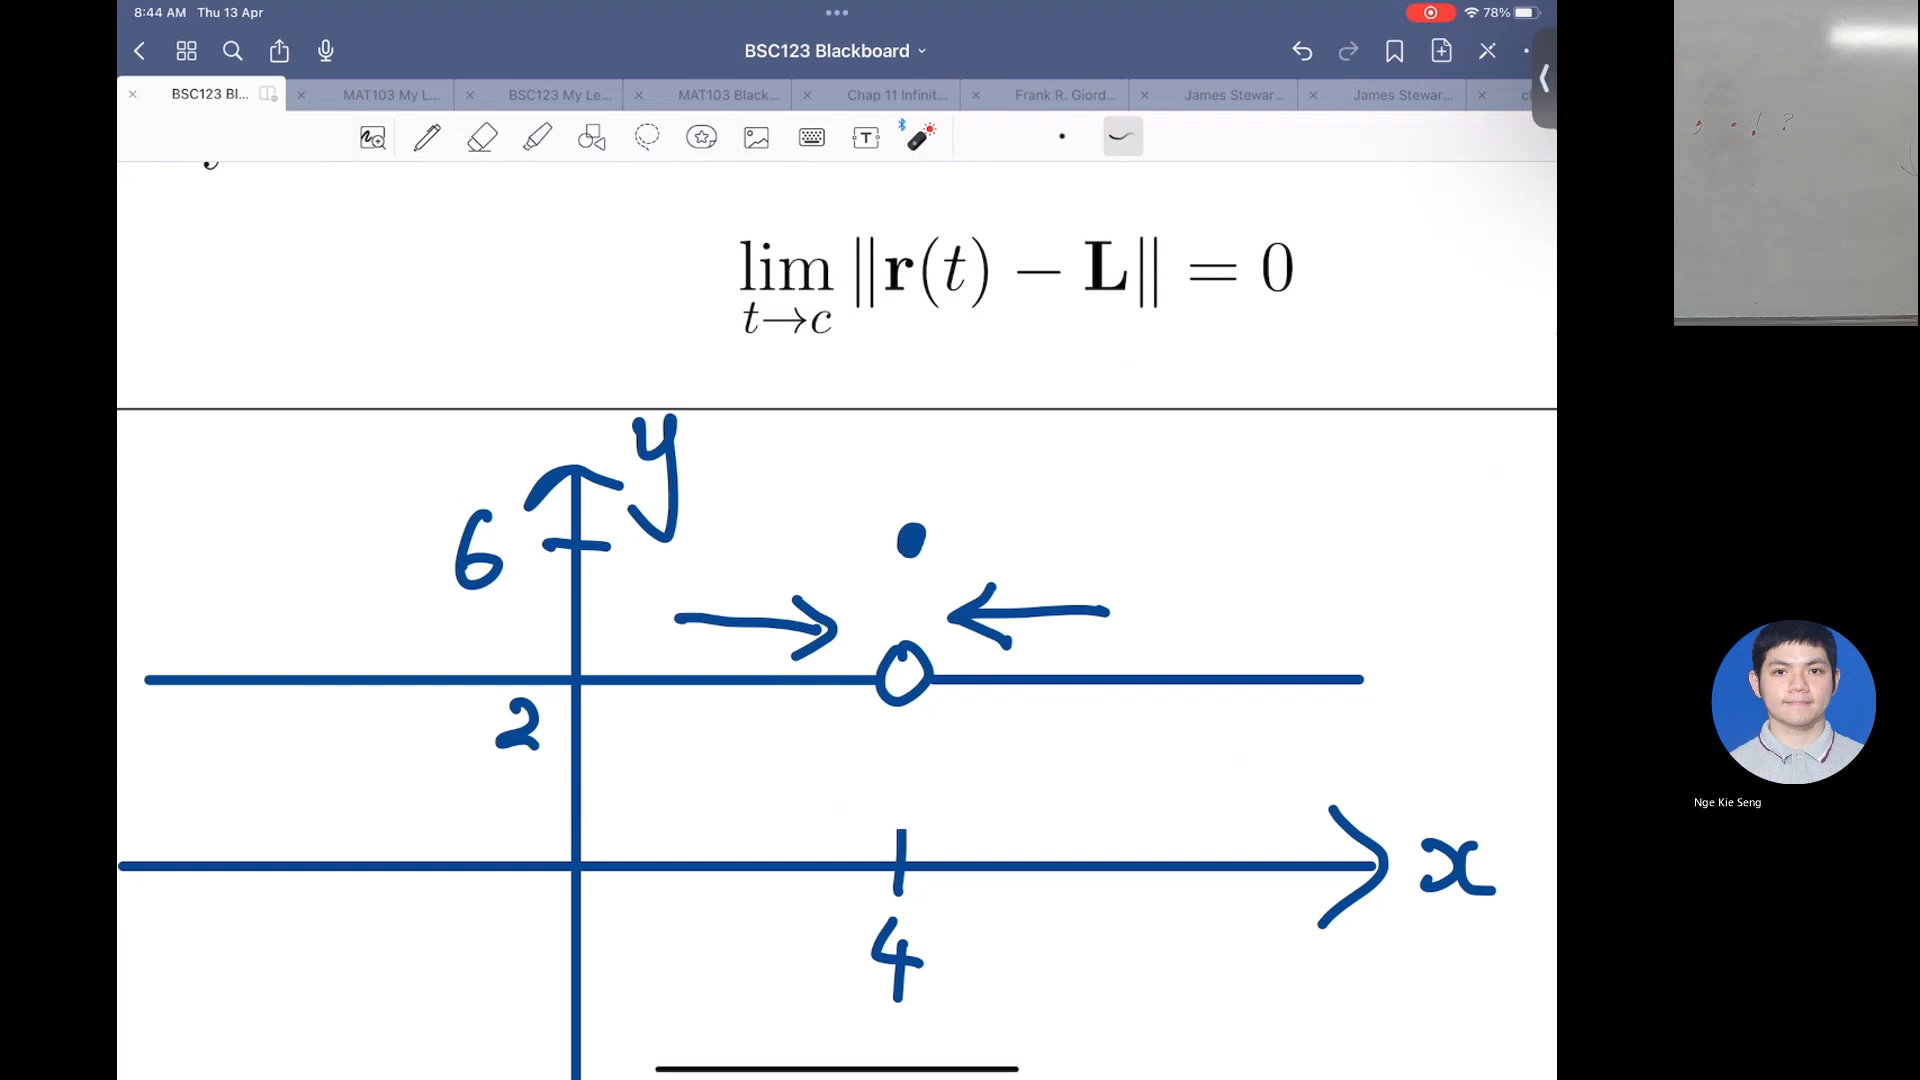 8:44 AM Thu 13 Apr
78%
BSC123 Blackboard
BSC123 Bl...
MAT103 My L...
BSC123 My Le...
MAT103 Black...
Chap 11 Infinit...
Frank R. Giord...
James Stewar...
James Stewar...
T
lim ‖r(t) − L‖ = 0
t→c
y
6
2
x
4
Nge Kie Seng